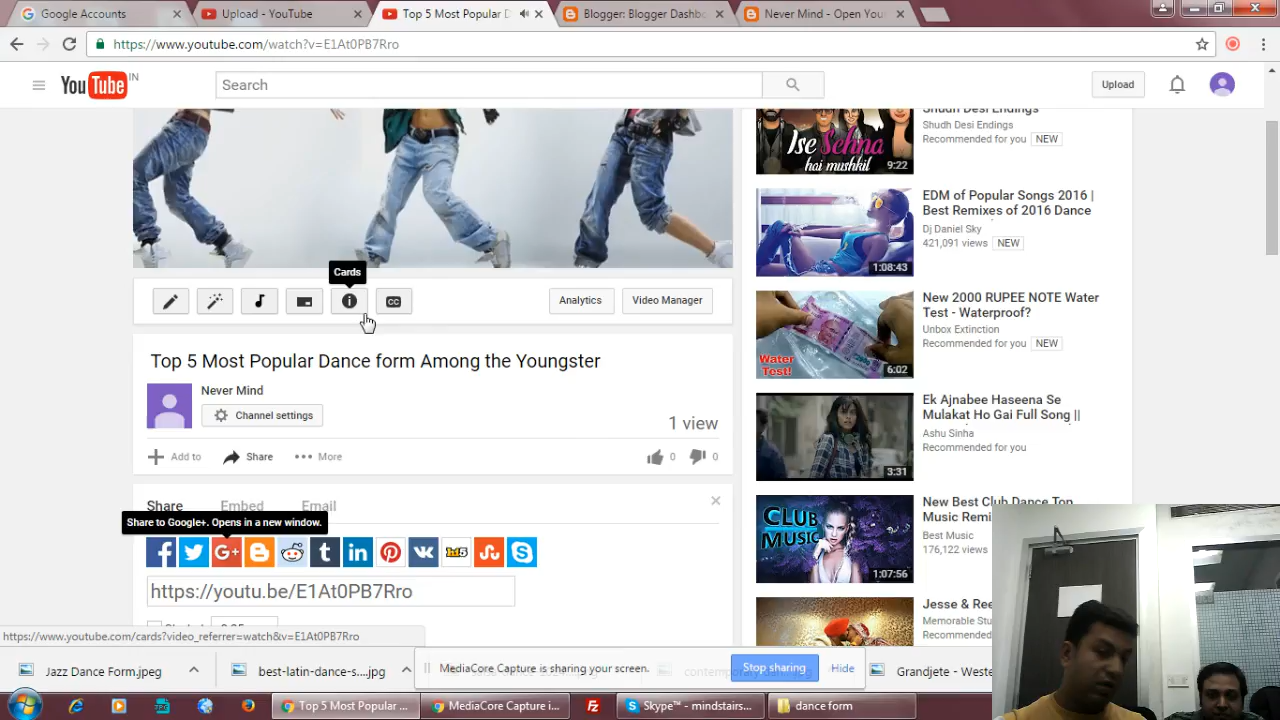 Google Accounts
Upload - YouTube
Top 5 Most Popular D
Blogger: Blogger Dashbo
Never Mind - Open You
https://www.youtube.com/watch?v=E1At0PB7Rro
YouTube IN
Search
Upload
Shudh Desi Endings
Shudh Desi Endings
Recommended for you NEW
ISe Sehna
hai mushkil
9:22
EDM of Popular Songs 2016 |
Best Remixes of 2016 Dance
Dj Daniel Sky
421,091 views NEW
1:08:43
Cards
cc
Analytics
Video Manager
New 2000 RUPEE NOTE Water
Test - Waterproof?
Unbox Extinction
Recommended for you NEW
Water
Test!
6:02
Top 5 Most Popular Dance form Among the Youngster
Never Mind
Channel settings
1 view
Add to
Share
More
0
0
Ek Ajnabee Haseena Se
Mulakat Ho Gai Full Song ||
Ashu Sinha
Recommended for you
3:31
Share
Embed
Email
Share to Google+. Opens in a new window.
https://youtu.be/E1At0PB7Rro
New Best Club Dance Top
Music Remi
Best Music
176,122 views
CLUB
MUSIC
1:07:56
Jesse & Ree
Memorable Stu
Recommended
https://www.youtube.com/cards?video_referrer=watch&v=E1At0PB7Rro
Jazz Dance Form.jpeg
best-latin-dance-s....jpg
MediaCore Capture is sharing your screen.
Stop sharing
Hide
Grandjete - Weste
Top 5 Most Popular ...
MediaCore Capture i...
Skype™ - mindstairs...
dance form